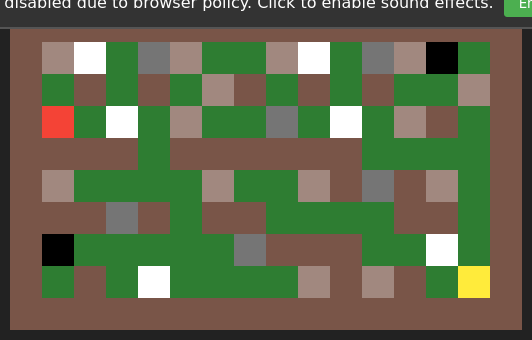 disabled due to browser policy. Click to enable sound effects.